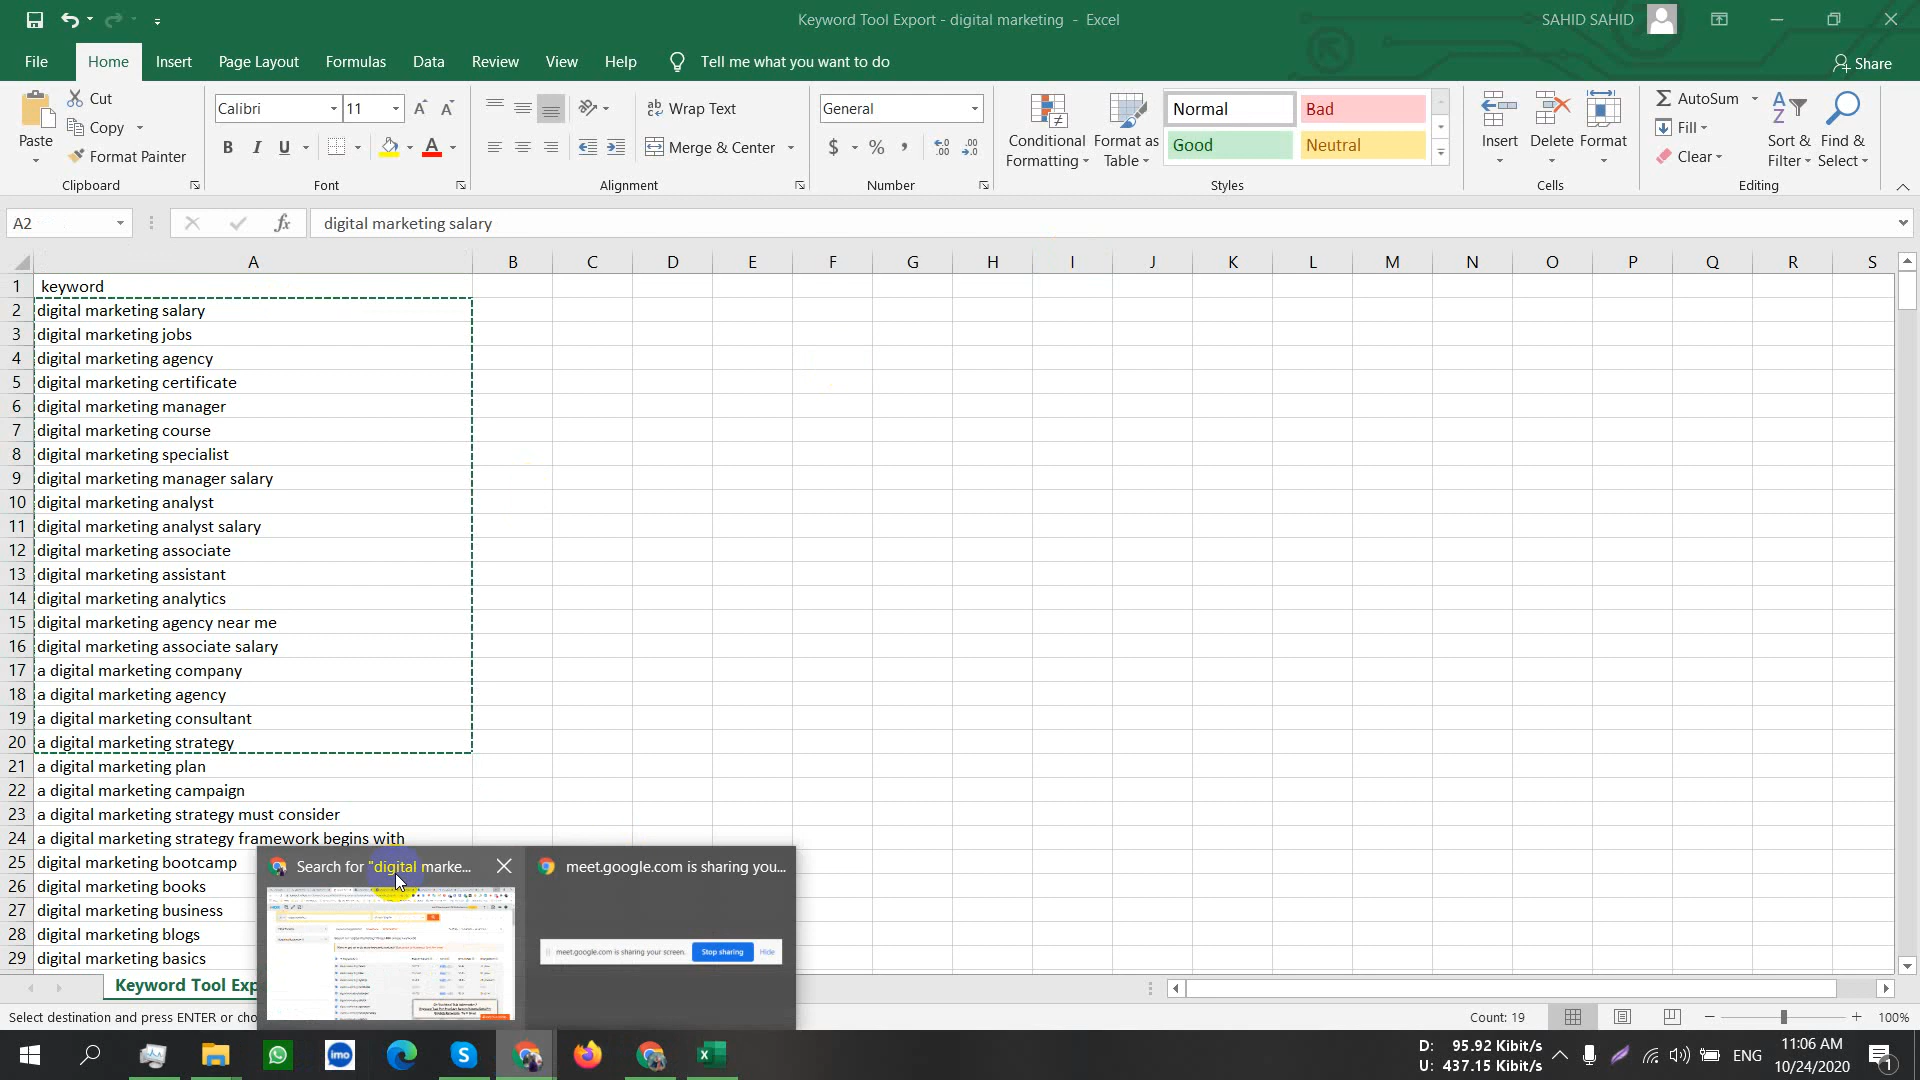 Keyword Tool Export - digital marketing - Excel
SAHID SAHID
File Home Insert Page Layout Formulas Data Review View Help Tell me what you want to do Share
Cut
Copy
Format Painter
Paste
Clipboard
Calibri 11
B I U A
Font
Wrap Text
Merge & Center
Alignment
General
$ % ,
Number
Conditional Formatting
Format as Table
Normal Bad
Good Neutral
Styles
Insert Delete Format
Cells
AutoSum
Fill
Clear
Sort & Filter
Find & Select
Editing
A2 fx digital marketing salary
A B C D E F G H I J K L M N O P Q R S
1 keyword
2 digital marketing salary
3 digital marketing jobs
4 digital marketing agency
5 digital marketing certificate
6 digital marketing manager
7 digital marketing course
8 digital marketing specialist
9 digital marketing manager salary
10 digital marketing analyst
11 digital marketing analyst salary
12 digital marketing associate
13 digital marketing assistant
14 digital marketing analytics
15 digital marketing agency near me
16 digital marketing associate salary
17 a digital marketing company
18 a digital marketing agency
19 a digital marketing consultant
20 a digital marketing strategy
21 a digital marketing plan
22 a digital marketing campaign
23 a digital marketing strategy must consider
24 a digital marketing strategy framework begins with
25 digital marketing bootcamp
26 digital marketing books
27 digital marketing business
28 digital marketing blogs
29 digital marketing basics
Search for "digital marke...
meet.google.com is sharing you...
meet.google.com is sharing your screen. Stop sharing Hide
Keyword Tool Exp
Select destination and press ENTER or cho
Count: 19
100%
imo
D: 95.92 Kibit/s
U: 437.15 Kibit/s
ENG
11:06 AM
10/24/2020
1